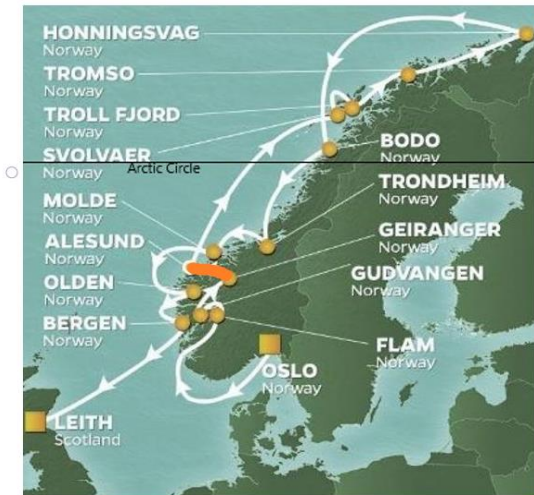 HONNINGSVAG
Norway
TROMSO
Norway
TROLL FJORD
Norway
SVOLVAER
Norway
Arctic Circle
MOLDE
Norway
ALESUND
Norway
OLDEN
Norway
BERGEN
Norway
LEITH
Scotland
BODO
Norway
TRONDHEIM
Norway
GEIRANGER
Norway
GUDVANGEN
Norway
FLAM
Norway
OSLO
Norway